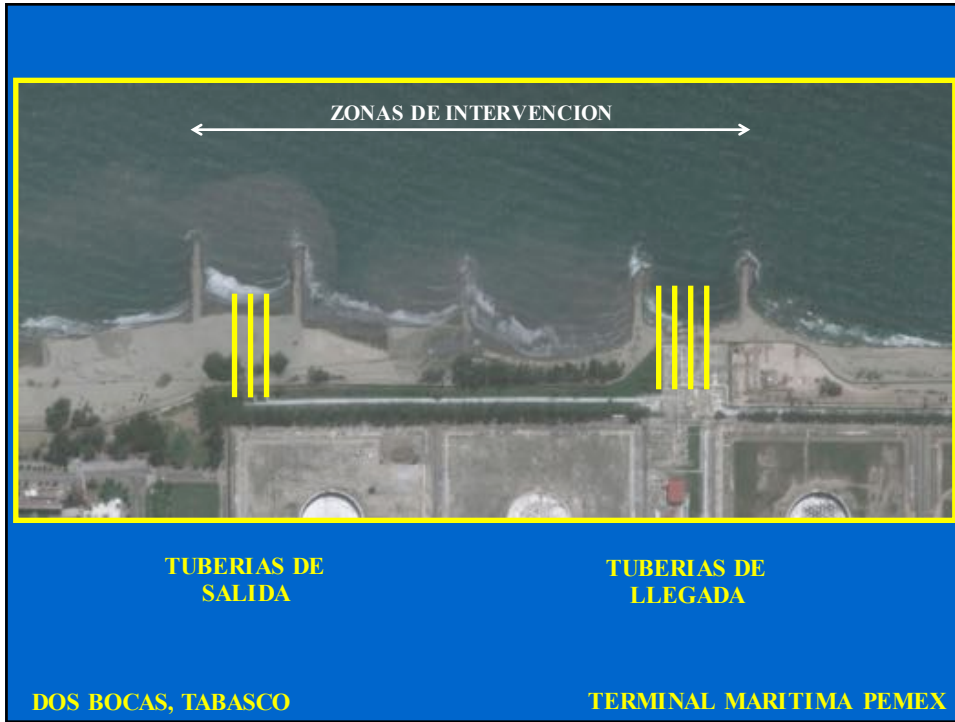 ZONAS DE INTERVENCION
TUBERIAS DE
SALIDA
TUBERIAS DE
LLEGADA
DOS BOCAS, TABASCO
TERMINAL MARITIMA PEMEX